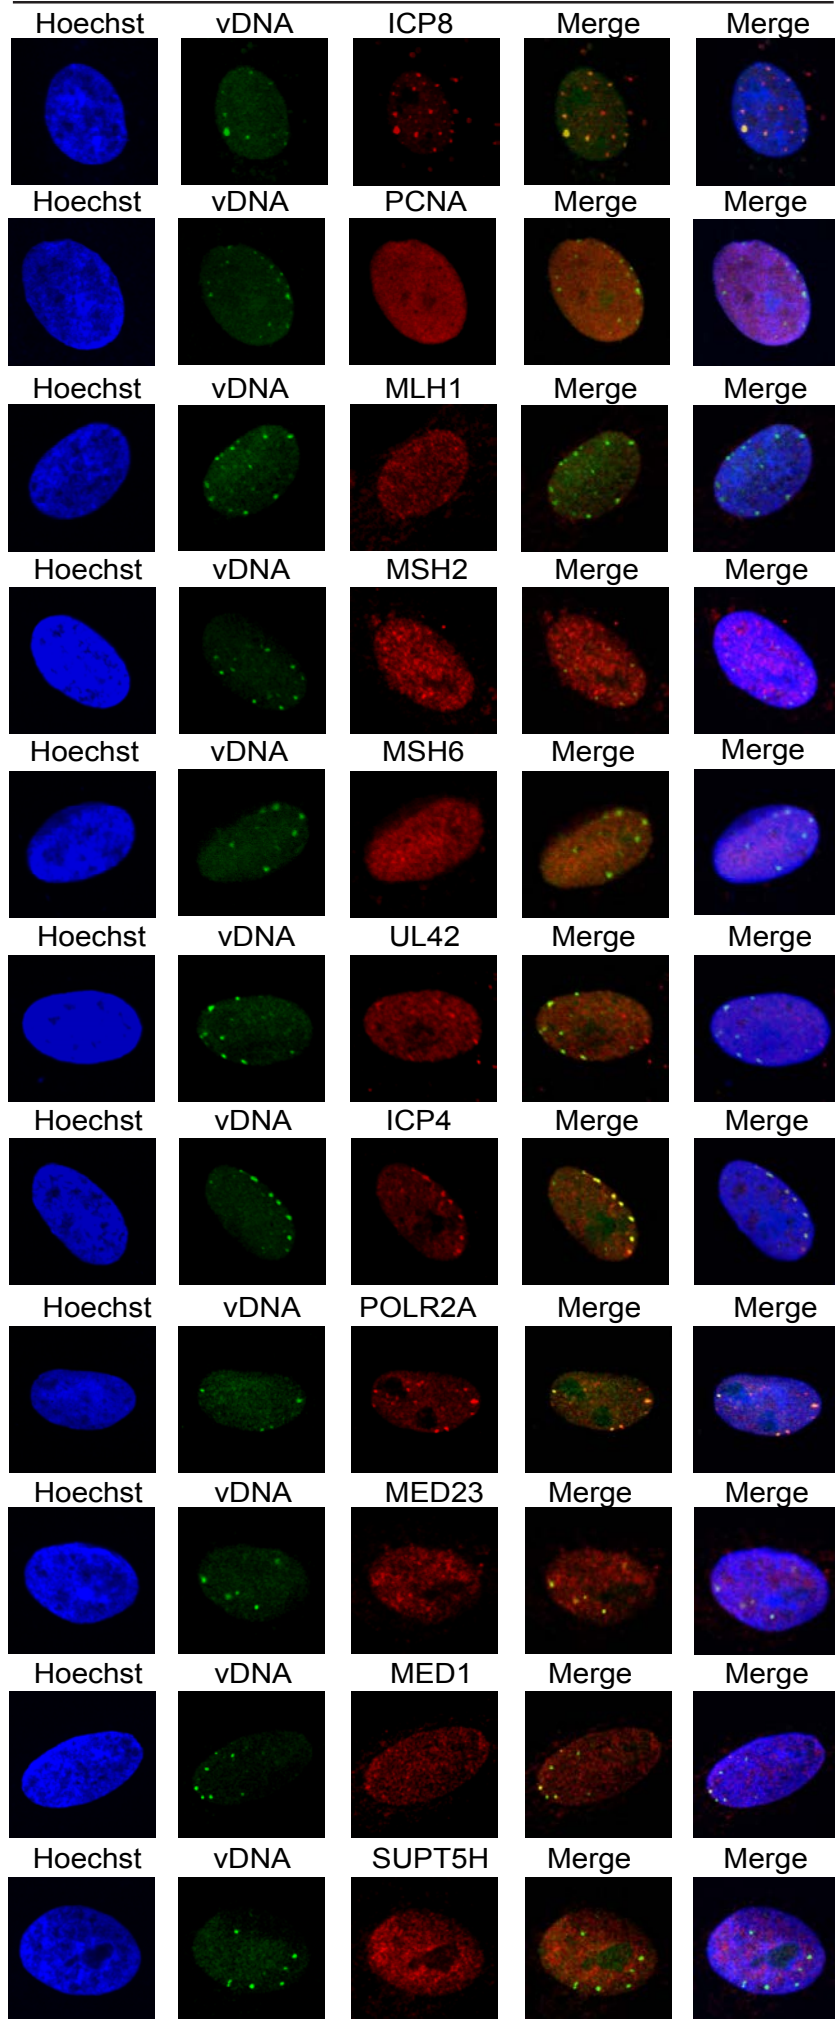 Hoechst vDNA ICP8 Merge Merge
Hoechst vDNA PCNA Merge Merge
Hoechst vDNA MLH1 Merge Merge
Hoechst vDNA MSH2 Merge Merge
Hoechst vDNA MSH6 Merge Merge
Hoechst vDNA UL42 Merge Merge
Hoechst vDNA ICP4 Merge Merge
Hoechst vDNA POLR2A Merge Merge
Hoechst vDNA MED23 Merge Merge
Hoechst vDNA MED1 Merge Merge
Hoechst vDNA SUPT5H Merge Merge